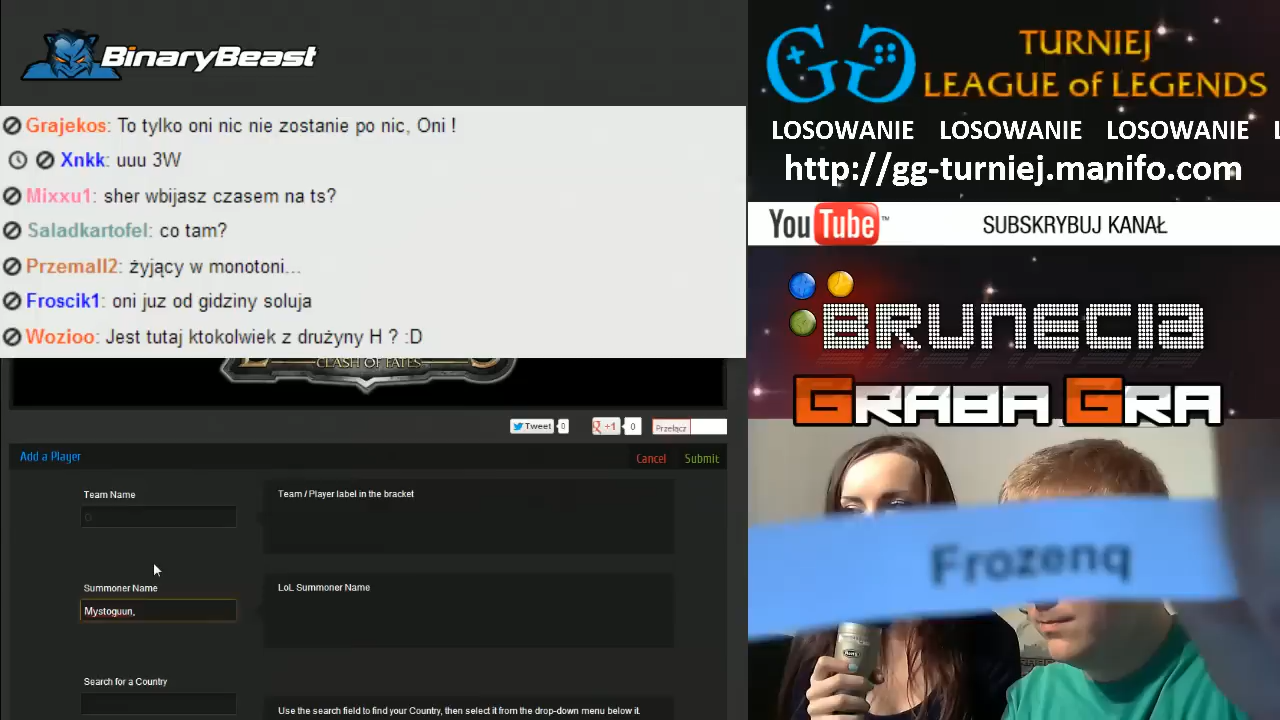 BinaryBeast
Grajekos: To tylko oni nic nie zostanie po nic, Oni !
Xnkk: uuu 3W
Mixxu1: sher wbijasz czasem na ts?
Saladkartofel: co tam?
Przemall2: żyjący w monotoni...
Froscik1: oni juz od gidziny soluja
Wozioo: Jest tutaj ktokolwiek z drużyny H ? :D
CLASH OF FATES
Tweet 0
+1 0
Przełącz
Add a Player
Cancel Submit
Team Name
Team / Player label in the bracket
Summoner Name
LoL Summoner Name
Mystoguun,
Search for a Country
Use the search field to find your Country, then select it from the drop-down menu below it.
GG
TURNIEJ
LEAGUE of LEGENDS
LOSOWANIE LOSOWANIE LOSOWANIE
http://gg-turniej.manifo.com
YouTube™
SUBSKRYBUJ KANAŁ
BRUNECIA
GRABA GRA
Frozenq